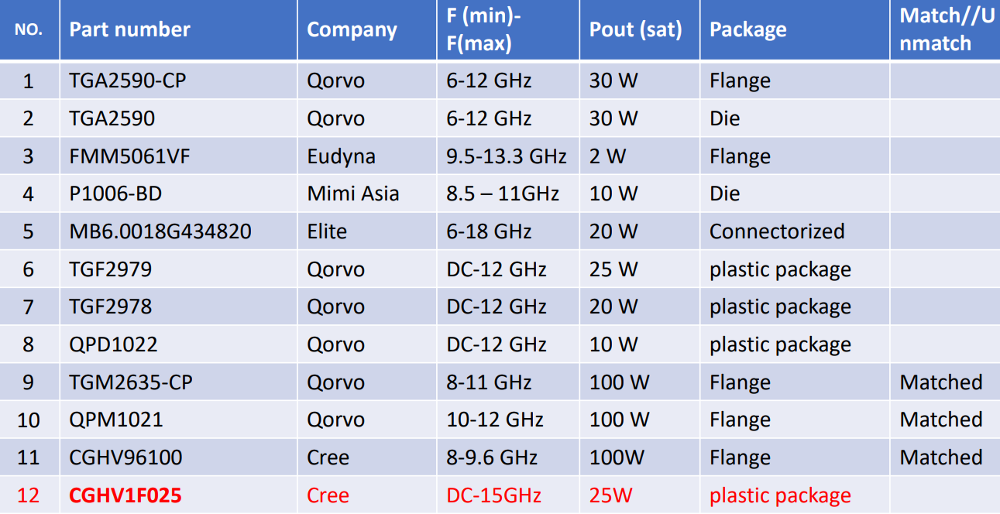 NO. Part number Company F (min)- F(max) Pout (sat) Package Match//U nmatch
1 TGA2590-CP Qorvo 6-12 GHz 30 W Flange
2 TGA2590 Qorvo 6-12 GHz 30 W Die
3 FMM5061VF Eudyna 9.5-13.3 GHz 2 W Flange
4 P1006-BD Mimi Asia 8.5 – 11GHz 10 W Die
5 MB6.0018G434820 Elite 6-18 GHz 20 W Connectorized
6 TGF2979 Qorvo DC-12 GHz 25 W plastic package
7 TGF2978 Qorvo DC-12 GHz 20 W plastic package
8 QPD1022 Qorvo DC-12 GHz 10 W plastic package
9 TGM2635-CP Qorvo 8-11 GHz 100 W Flange Matched
10 QPM1021 Qorvo 10-12 GHz 100 W Flange Matched
11 CGHV96100 Cree 8-9.6 GHz 100W Flange Matched
12 CGHV1F025 Cree DC-15GHz 25W plastic package